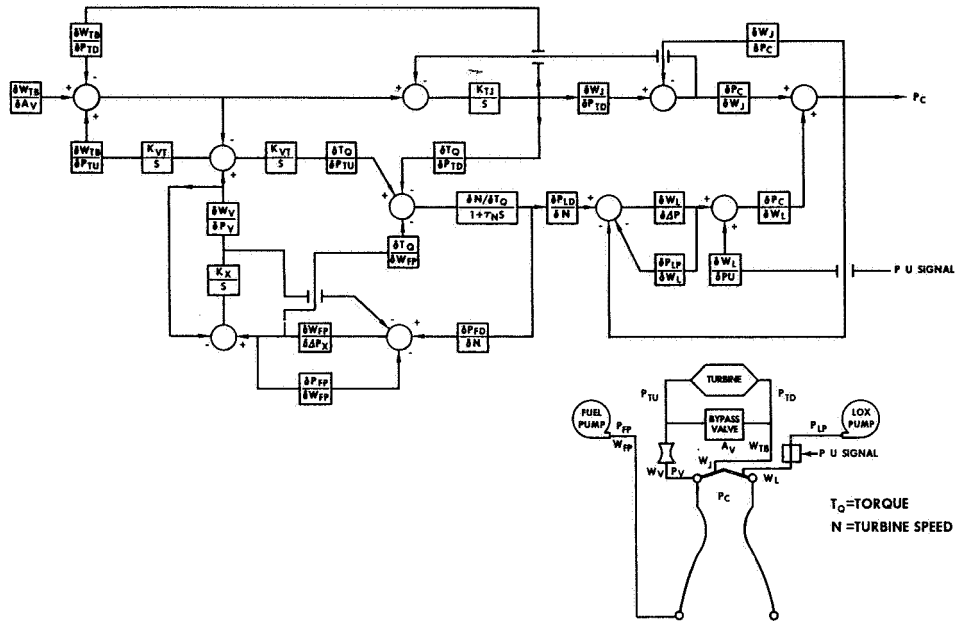 δW_TB / δP_TD
δW_J / δP_C
δW_TB / δA_V
+ -
+
+ -
K_TJ / S
δW_J / δP_TD
+ -
δP_C / δW_J
+
+
P_C
δW_TB / δP_TU
K_VT / S
-
+
K_VT / S
δT_Q / δP_TU
δT_Q / δP_TD
+ -
-
δN/δT_Q / 1+τ_N S
δP_LD / δN
+
-
-
δW_L / δΔP
+
+
δP_C / δW_L
δW_V / δP_V
δT_Q / δW_FP
δP_LP / δW_L
δW_L / δPU
P U SIGNAL
K_X / S
- +
δW_FP / δΔP_X
- +
-
δP_FD / δN
δP_FP / δW_FP
TURBINE
P_TU P_TD
FUEL PUMP
P_FP
W_FP
BYPASS VALVE
A_V W_TB
P_LP
LOX PUMP
P U SIGNAL
W_V P_V W_J W_L
P_C
T_Q=TORQUE
N =TURBINE SPEED